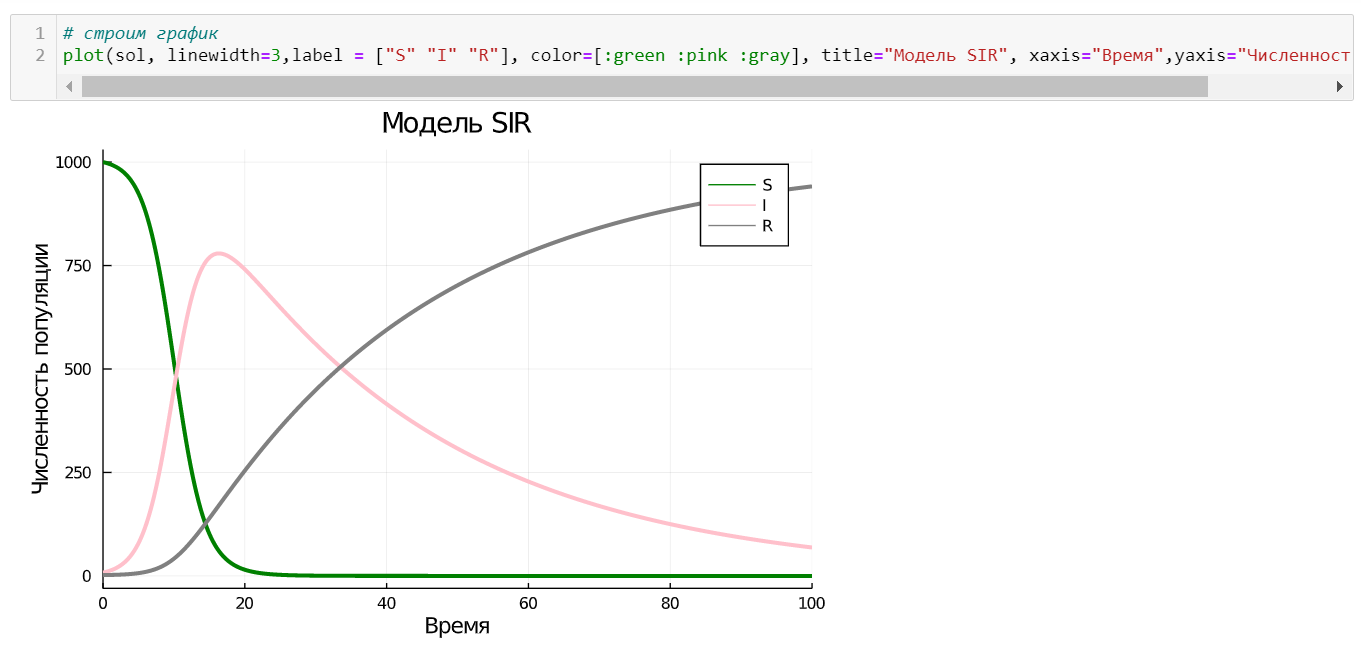 1 # строим график
2 plot(sol, linewidth=3,label = ["S" "I" "R"], color=[:green :pink :gray], title="Модель SIR", xaxis="Время",yaxis="Численност
Модель SIR
1000
750
500
250
0
Численность популяции
S
I
R
0 20 40 60 80 100
Время